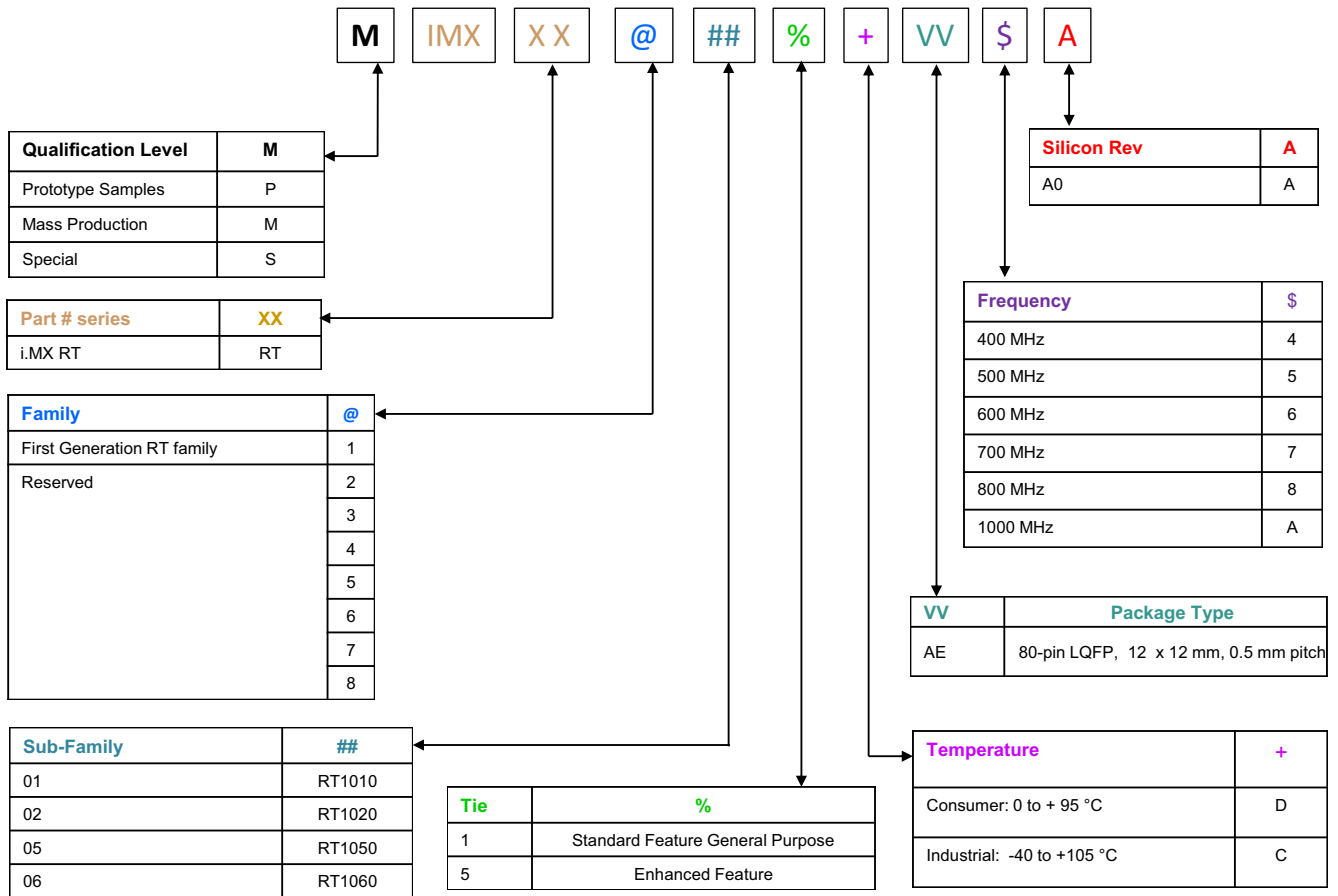 M IMX X X @ ## % + VV $ A
Qualification Level M
Prototype Samples P
Mass Production M
Special S
Part # series XX
i.MX RT RT
Family @
First Generation RT family 1
Reserved 2
3
4
5
6
7
8
Sub-Family ##
01 RT1010
02 RT1020
05 RT1050
06 RT1060
Tie %
1 Standard Feature General Purpose
5 Enhanced Feature
Silicon Rev A
A0 A
Frequency $
400 MHz 4
500 MHz 5
600 MHz 6
700 MHz 7
800 MHz 8
1000 MHz A
VV Package Type
AE 80-pin LQFP, 12 x 12 mm, 0.5 mm pitch
Temperature +
Consumer: 0 to + 95 °C D
Industrial: -40 to +105 °C C